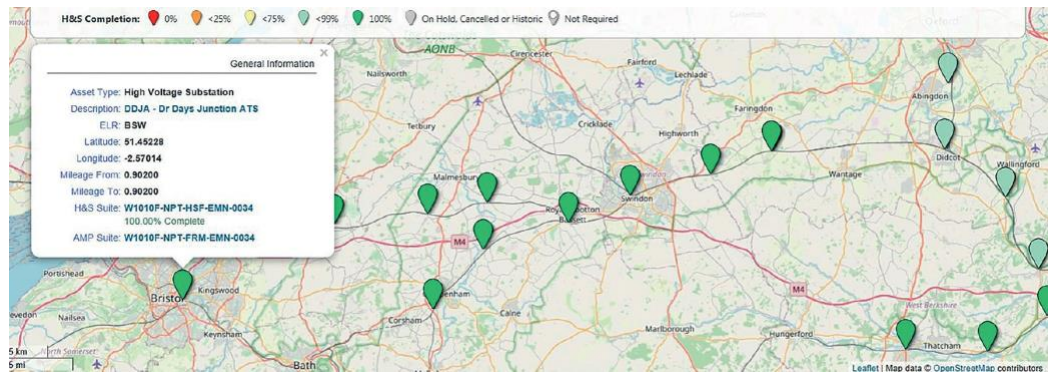 H&S Completion: 0% <25% <75% <99% 100% On Hold, Cancelled or Historic Not Required
×
General Information
Asset Type: High Voltage Substation
Description: DDJA - Dr Days Junction ATS
ELR: BSW
Latitude: 51.45228
Longitude: -2.57014
Mileage From: 0.90200
Mileage To: 0.90200
H&S Suite: W1010F-NPT-HSF-EMN-0034
100.00% Complete
AMP Suite: W1010F-NPT-FRM-EMN-0034
AONB
Cirencester
Fairford
Nailsworth
Lechlade
Oxford
Abingdon
Faringdon
Tetbury
Cricklade
Highworth
Didcot
Wallingford
Malmesbury
Wantage
Swindon
M4
Portishead
Kingswood
Bristol
M4
Nailsea
Keynsham
Corsham
Calne
Marlborough
Hungerford
West Berkshire
Thatcham
5 km
5 mi
North Somerset
Bath
Leaflet | Map data © OpenStreetMap contributors